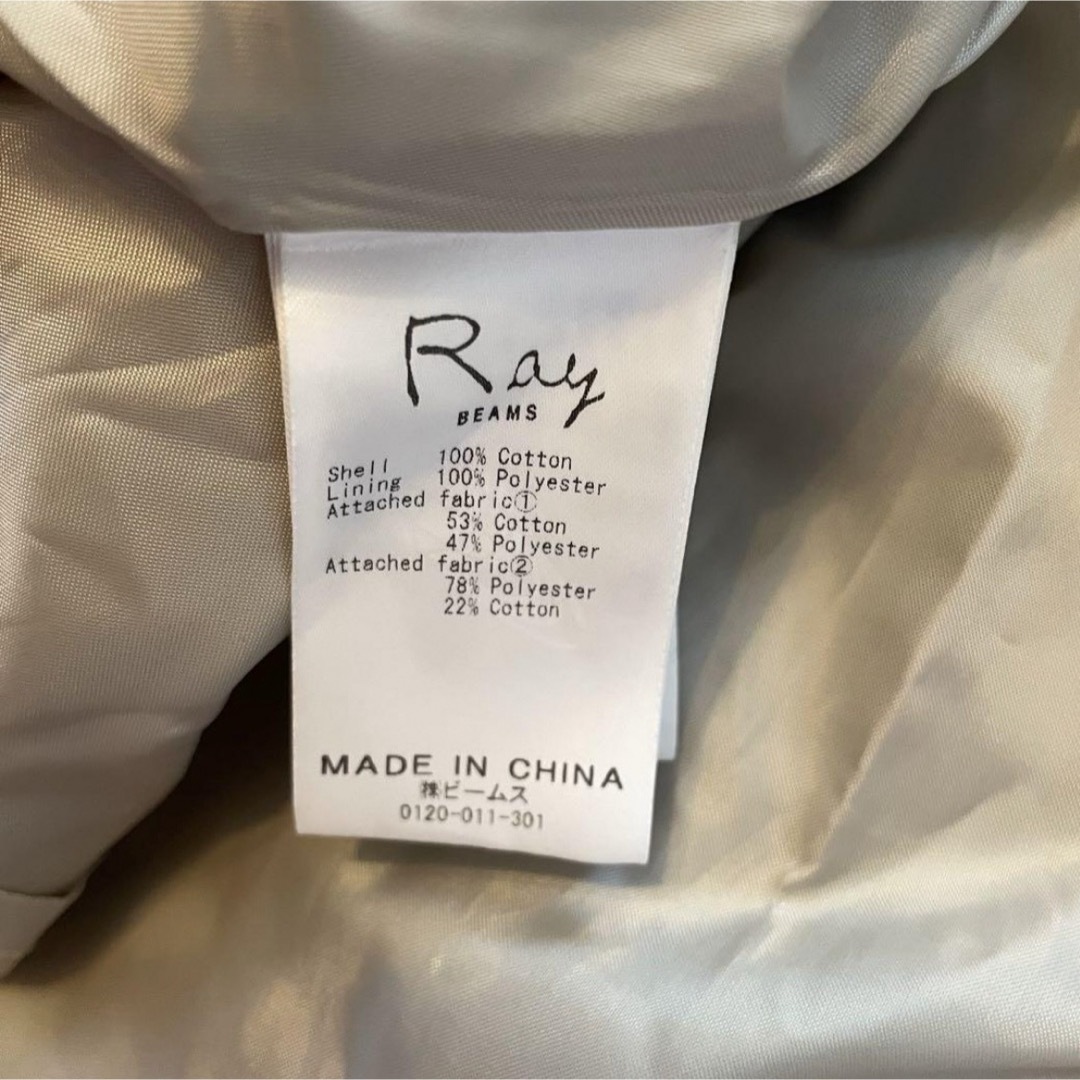 Ray
BEAMS
Shell 100% Cotton
Lining 100% Polyester
Attached fabric①
53% Cotton
47% Polyester
Attached fabric②
78% Polyester
22% Cotton
MADE IN CHINA
㈱ビームス
0120-011-301